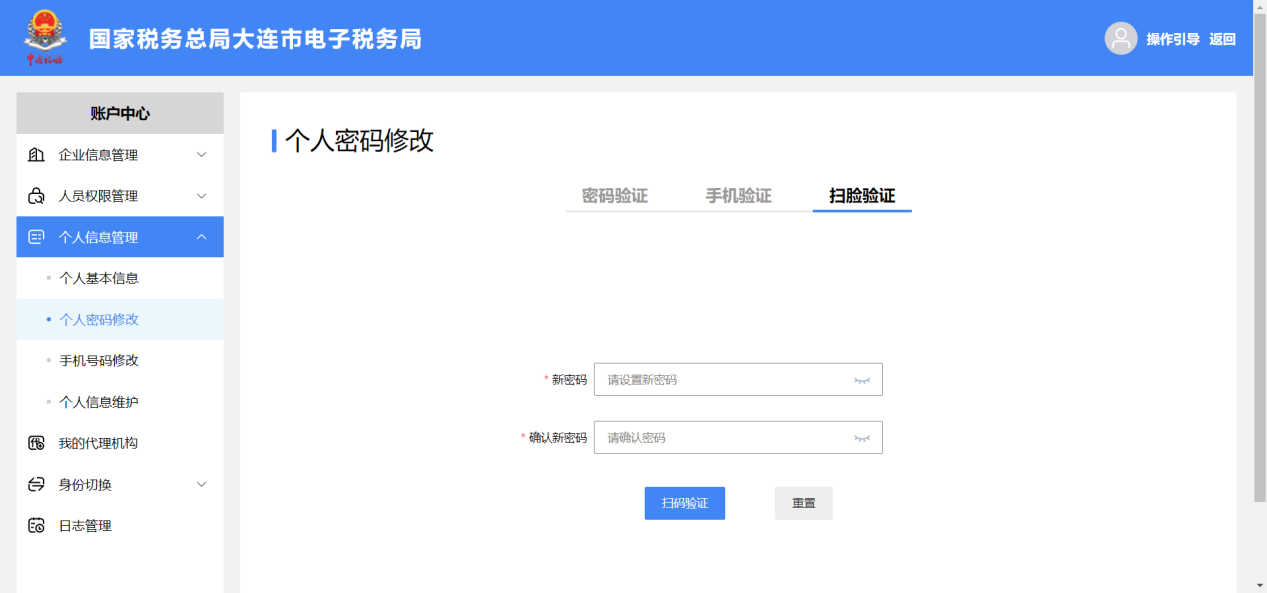 中国税务
国家税务总局大连市电子税务局
操作引导 返回
账户中心
企业信息管理
人员权限管理
个人信息管理
个人基本信息
个人密码修改
手机号码修改
个人信息维护
我的代理机构
身份切换
日志管理
个人密码修改
密码验证 手机验证 扫脸验证
* 新密码 请设置新密码
* 确认新密码 请确认密码
扫码验证 重置